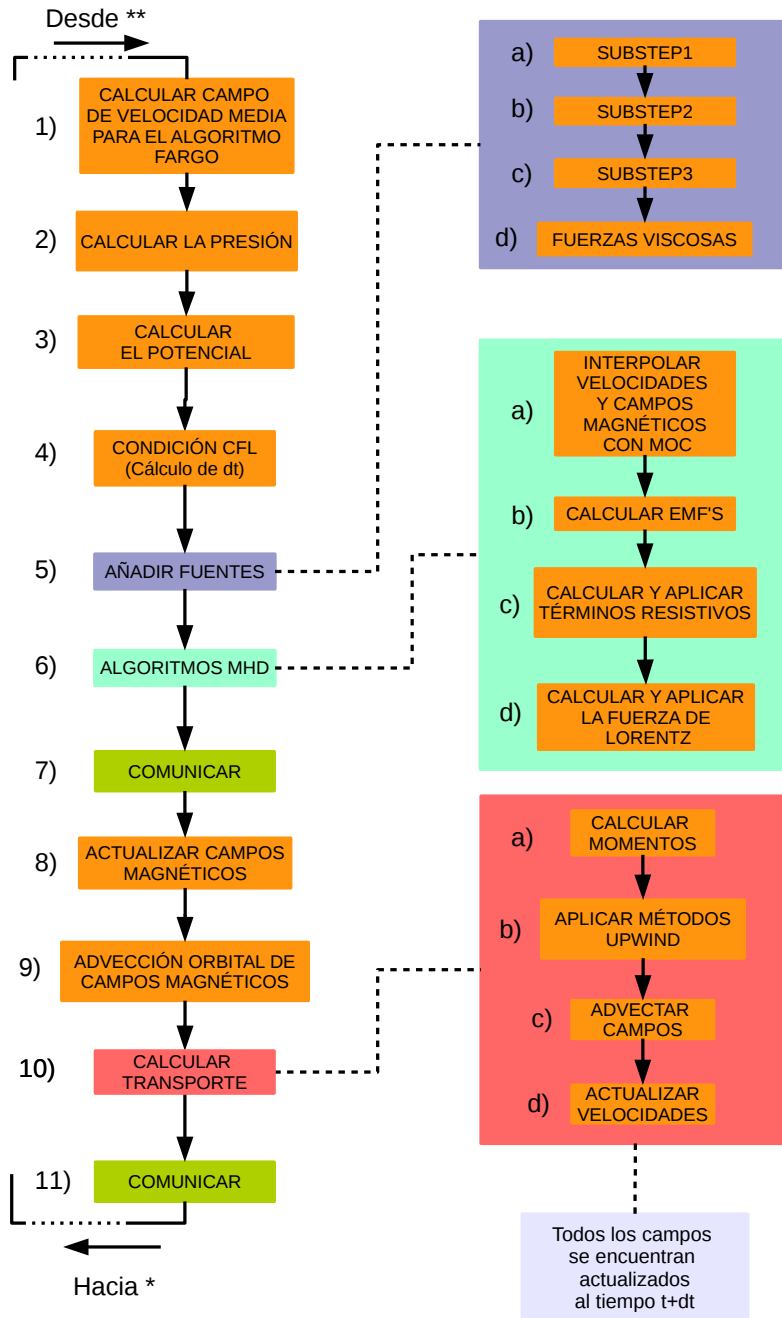 Desde **
1)
CALCULAR CAMPO
DE VELOCIDAD MEDIA
PARA EL ALGORITMO
FARGO
2)
CALCULAR LA PRESIÓN
3)
CALCULAR
EL POTENCIAL
4)
CONDICIÓN CFL
(Cálculo de dt)
5)
AÑADIR FUENTES
6)
ALGORITMOS MHD
7)
COMUNICAR
8)
ACTUALIZAR CAMPOS
MAGNÉTICOS
9)
ADVECCIÓN ORBITAL DE
CAMPOS MAGNÉTICOS
10)
CALCULAR
TRANSPORTE
11)
COMUNICAR
Hacia *
a)
SUBSTEP1
b)
SUBSTEP2
c)
SUBSTEP3
d)
FUERZAS VISCOSAS
a)
INTERPOLAR
VELOCIDADES
Y CAMPOS
MAGNÉTICOS
CON MOC
b)
CALCULAR EMF'S
c)
CALCULAR Y APLICAR
TÉRMINOS RESISTIVOS
d)
CALCULAR Y APLICAR
LA FUERZA DE
LORENTZ
a)
CALCULAR
MOMENTOS
b)
APLICAR MÉTODOS
UPWIND
c)
ADVECTAR
CAMPOS
d)
ACTUALIZAR
VELOCIDADES
Todos los campos
se encuentran
actualizados
al tiempo t+dt